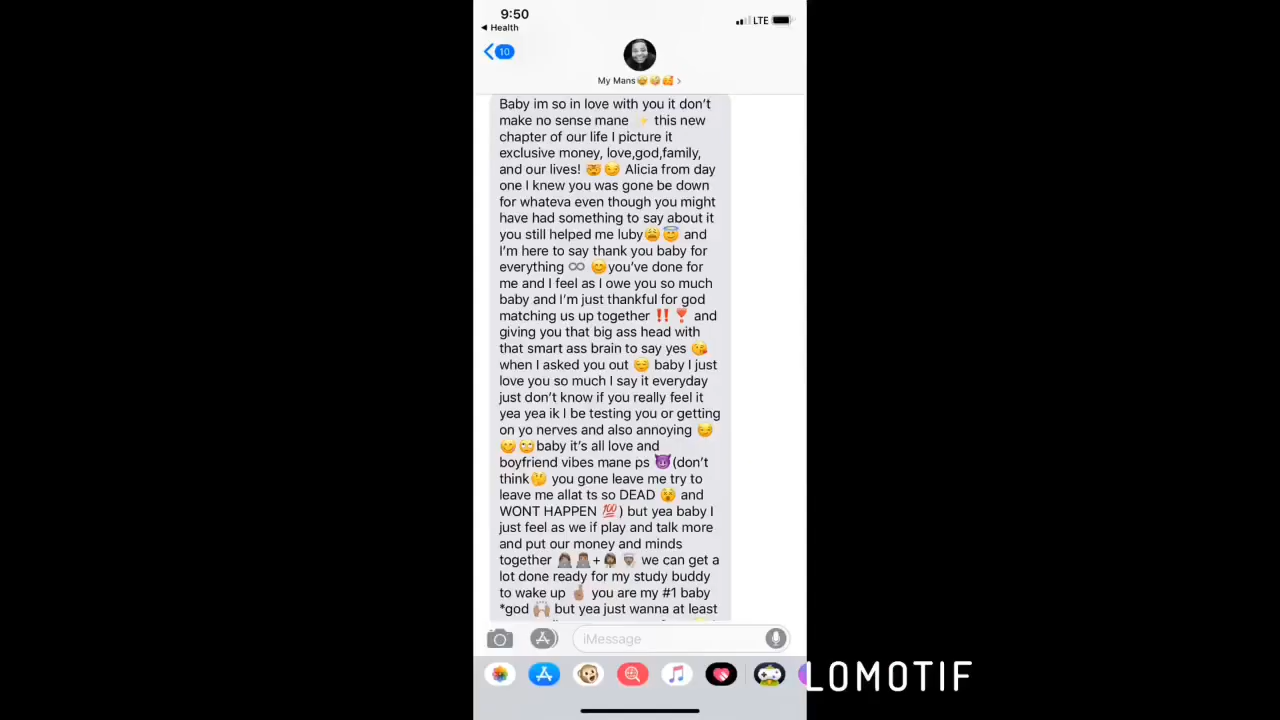 9:50
LTE
◀ Health
10
My Mans🥴🤪🥰 >
Baby im so in love with you it don't
make no sense mane ✨ this new
chapter of our life I picture it
exclusive money, love,god,family,
and our lives! 🤯😏 Alicia from day
one I knew you was gone be down
for whateva even though you might
have had something to say about it
you still helped me luby😩😇 and
I'm here to say thank you baby for
everything ♾ 😊you've done for
me and I feel as I owe you so much
baby and I'm just thankful for god
matching us up together ‼️ ❣️ and
giving you that big ass head with
that smart ass brain to say yes 😘
when I asked you out 😌 baby I just
love you so much I say it everyday
just don't know if you really feel it
yea yea ik I be testing you or getting
on yo nerves and also annoying 😏
😋🙄baby it's all love and
boyfriend vibes mane ps 😈(don't
think🤔 you gone leave me try to
leave me allat ts so DEAD 😵 and
WONT HAPPEN 💯) but yea baby I
just feel as we if play and talk more
and put our money and minds
together 👩🏽👨🏽+👩🏽‍🎓👳🏽 we can get a
lot done ready for my study buddy
to wake up ✌🏽 you are my #1 baby
*god 🙌🏽 but yea just wanna at least
iMessage
LOMOTIF